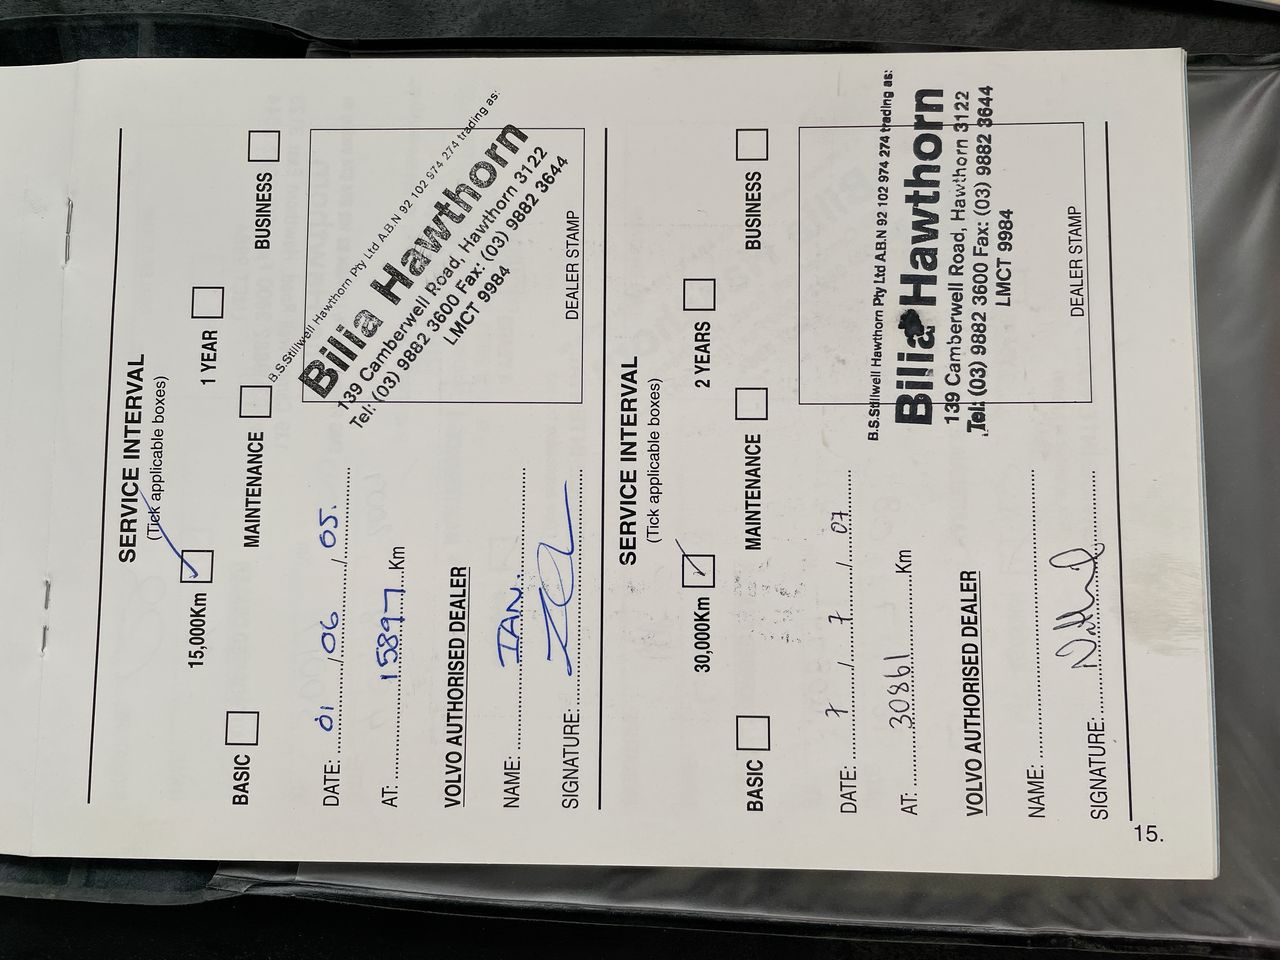 SERVICE INTERVAL
(Tick applicable boxes)
15,000Km 1 YEAR
BASIC MAINTENANCE BUSINESS
DATE: 01 / 06 / 05.
AT: 15897 Km
VOLVO AUTHORISED DEALER
NAME: IAN.
SIGNATURE:
B.S.Stillwell Hawthorn Pty Ltd A.B.N 92 102 974 274 trading as:
Bilia Hawthorn
139 Camberwell Road, Hawthorn 3122
Tel: (03) 9882 3600 Fax: (03) 9882 3644
LMCT 9984
DEALER STAMP
SERVICE INTERVAL
(Tick applicable boxes)
30,000Km 2 YEARS
BASIC MAINTENANCE BUSINESS
DATE: 7 / 7 / 07
AT: 30861 Km
VOLVO AUTHORISED DEALER
NAME:
SIGNATURE:
B.S.Stillwell Hawthorn Pty Ltd A.B.N 92 102 974 274 trading as:
Bilia Hawthorn
139 Camberwell Road, Hawthorn 3122
Tel: (03) 9882 3600 Fax: (03) 9882 3644
LMCT 9984
DEALER STAMP
15.